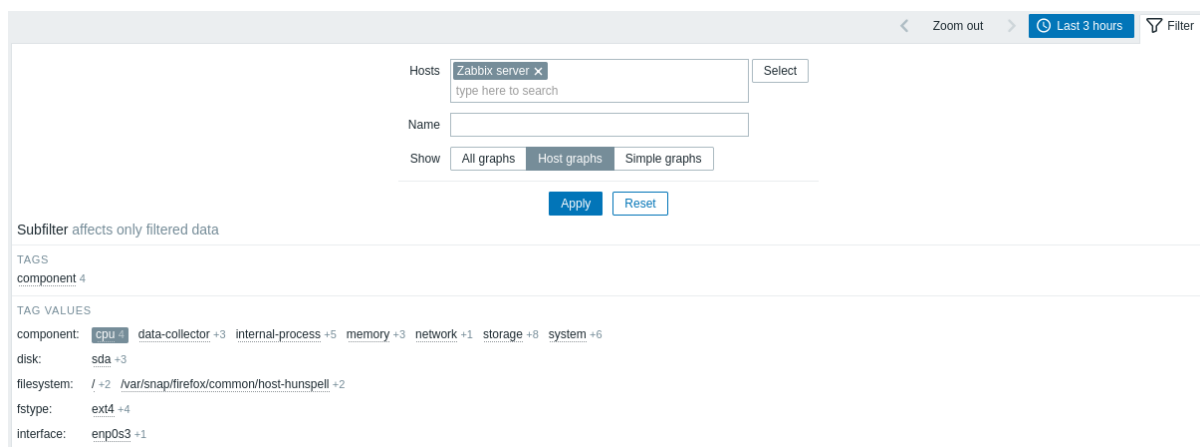 Zoom out Last 3 hours Filter
Hosts Zabbix server Select
type here to search
Name
Show All graphs Host graphs Simple graphs
Apply Reset
Subfilter affects only filtered data
TAGS
component 4
TAG VALUES
component: cpu 4 data-collector +3 internal-process +5 memory +3 network +1 storage +8 system +6
disk: sda +3
filesystem: / +2 /var/snap/firefox/common/host-hunspell +2
fstype: ext4 +4
interface: enp0s3 +1